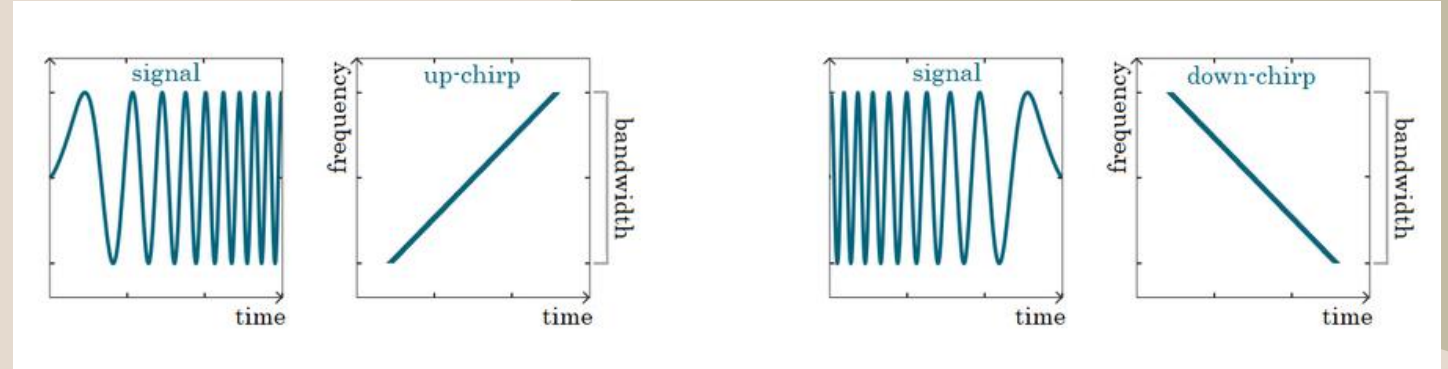 signal
frequency
up-chirp
bandwidth
time
time
signal
frequency
down-chirp
bandwidth
time
time